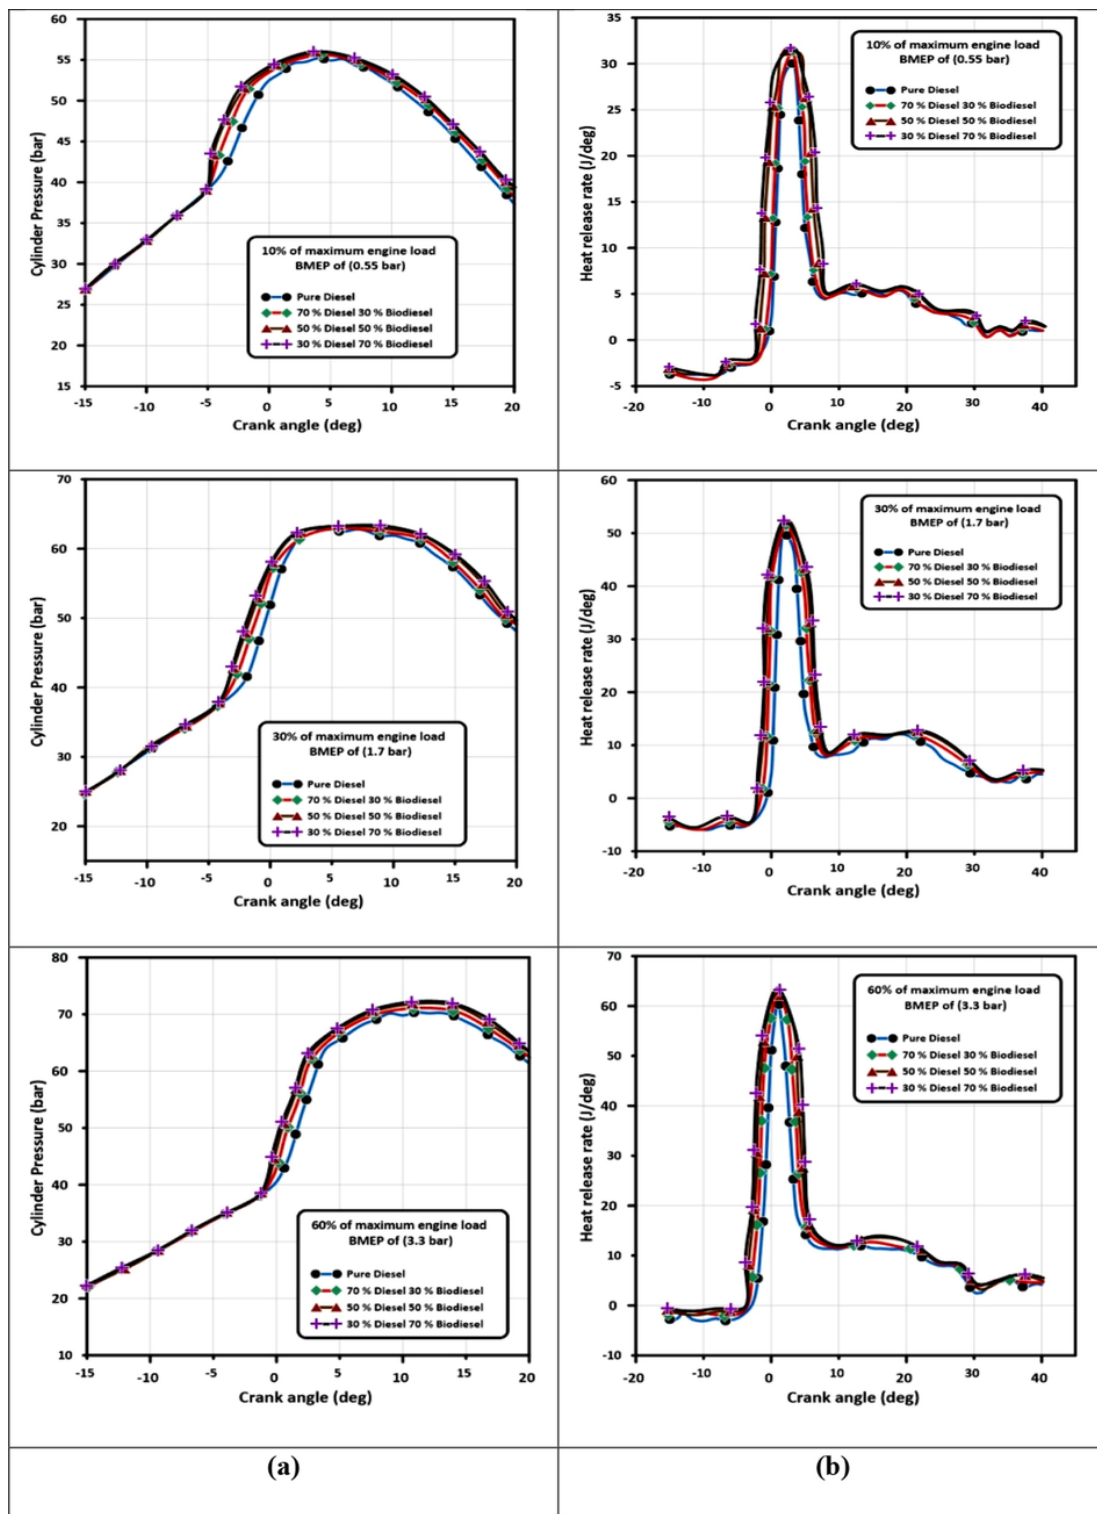 60
55
50
45
40
35
30
25
20
15
-15
-10
-5
0
5
10
15
20
Cylinder Pressure (bar)
Crank angle (deg)
10% of maximum engine load
BMEP of (0.55 bar)
Pure Diesel
70 % Diesel 30 % Biodiesel
50 % Diesel 50 % Biodiesel
30 % Diesel 70 % Biodiesel
35
30
25
20
15
10
5
0
-5
-20
-10
0
10
20
30
40
Heat release rate (J/deg)
Crank angle (deg)
10% of maximum engine load
BMEP of (0.55 bar)
Pure Diesel
70 % Diesel 30 % Biodiesel
50 % Diesel 50 % Biodiesel
30 % Diesel 70 % Biodiesel
70
60
50
40
30
20
-15
-10
-5
0
5
10
15
20
Cylinder Pressure (bar)
Crank angle (deg)
30% of maximum engine load
BMEP of (1.7 bar)
Pure Diesel
70 % Diesel 30 % Biodiesel
50 % Diesel 50 % Biodiesel
30 % Diesel 70 % Biodiesel
60
50
40
30
20
10
0
-10
-20
-10
0
10
20
30
40
Heat release rate (J/deg)
Crank angle (deg)
30% of maximum engine load
BMEP of (1.7 bar)
Pure Diesel
70 % Diesel 30 % Biodiesel
50 % Diesel 50 % Biodiesel
30 % Diesel 70 % Biodiesel
80
70
60
50
40
30
20
10
-15
-10
-5
0
5
10
15
20
Cylinder Pressure (bar)
Crank angle (deg)
60% of maximum engine load
BMEP of (3.3 bar)
Pure Diesel
70 % Diesel 30 % Biodiesel
50 % Diesel 50 % Biodiesel
30 % Diesel 70 % Biodiesel
70
60
50
40
30
20
10
0
-10
-20
-10
0
10
20
30
40
Heat release rate (J/deg)
Crank angle (deg)
60% of maximum engine load
BMEP of (3.3 bar)
Pure Diesel
70 % Diesel 30 % Biodiesel
50 % Diesel 50 % Biodiesel
30 % Diesel 70 % Biodiesel
(a)
(b)